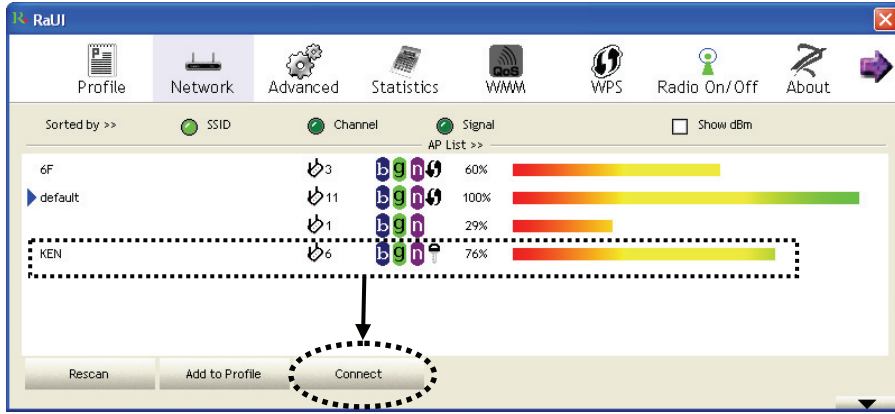 RaUI
Profile Network Advanced Statistics QoS WMM WPS Radio On/Off About
Sorted by >> SSID Channel Signal Show dBm
AP List >>
6F 3 b g n 60%
default 11 b g n 100%
1 b g n 29%
KEN 6 b g n 76%
Rescan Add to Profile Connect